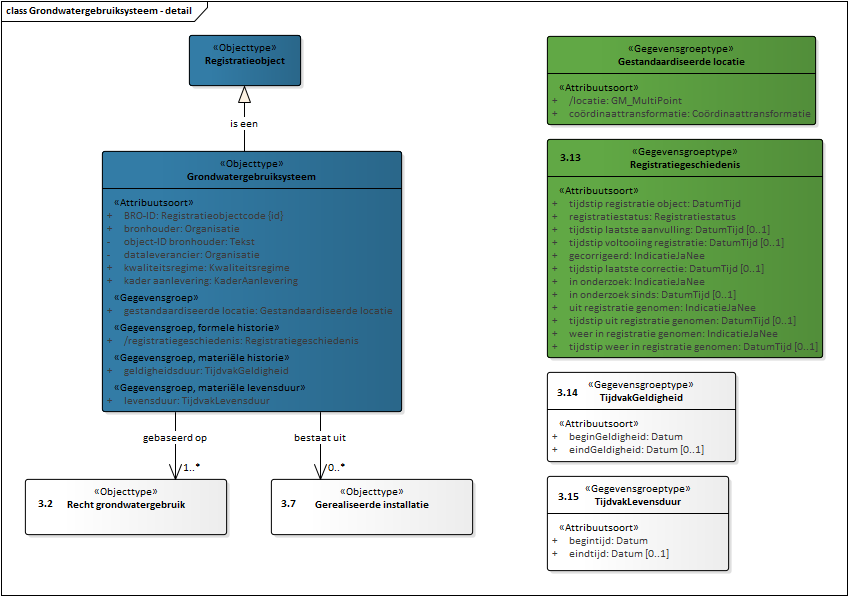 class Grondwatergebruiksysteem - detail
«Objecttype»
Registratieobject
is een
«Objecttype»
Grondwatergebruiksysteem
«Attribuutsoort»
+ BRO-ID: Registratieobjectcode [id]
+ bronhouder: Organisatie
- object-ID bronhouder: Tekst
- dataleverancier: Organisatie
+ kwaliteitsregime: Kwaliteitsregime
+ kader aanlevering: KaderAanlevering
«Gegevensgroep»
+ gestandaardiseerde locatie: Gestandaardiseerde locatie
«Gegevensgroep, formele historie»
+ /registratiegeschiedenis: Registratiegeschiedenis
«Gegevensgroep, materiële historie»
+ geldigheidsduur: TijdvakGeldigheid
«Gegevensgroep, materiële levensduur»
+ levensduur: TijdvakLevensduur
gebaseerd op
1..*
bestaat uit
0..*
«Objecttype»
3.2 Recht grondwatergebruik
«Objecttype»
3.7 Gerealiseerde installatie
«Gegevensgroeptype»
Gestandaardiseerde locatie
«Attribuutsoort»
+ /locatie: GM_MultiPoint
+ coördinaattransformatie: Coördinaattransformatie
3.13 «Gegevensgroeptype»
Registratiegeschiedenis
«Attribuutsoort»
+ tijdstip registratie object: DatumTijd
+ registratiestatus: Registratiestatus
+ tijdstip laatste aanvulling: DatumTijd [0..1]
+ tijdstip voltooiing registratie: DatumTijd [0..1]
+ gecorrigeerd: IndicatieJaNee
+ tijdstip laatste correctie: DatumTijd [0..1]
+ in onderzoek: IndicatieJaNee
+ in onderzoek sinds: DatumTijd [0..1]
+ uit registratie genomen: IndicatieJaNee
+ tijdstip uit registratie genomen: DatumTijd [0..1]
+ weer in registratie genomen: IndicatieJaNee
+ tijdstip weer in registratie genomen: DatumTijd [0..1]
3.14 «Gegevensgroeptype»
TijdvakGeldigheid
«Attribuutsoort»
+ beginGeldigheid: Datum
+ eindGeldigheid: Datum [0..1]
3.15 «Gegevensgroeptype»
TijdvakLevensduur
«Attribuutsoort»
+ begintijd: Datum
+ eindtijd: Datum [0..1]